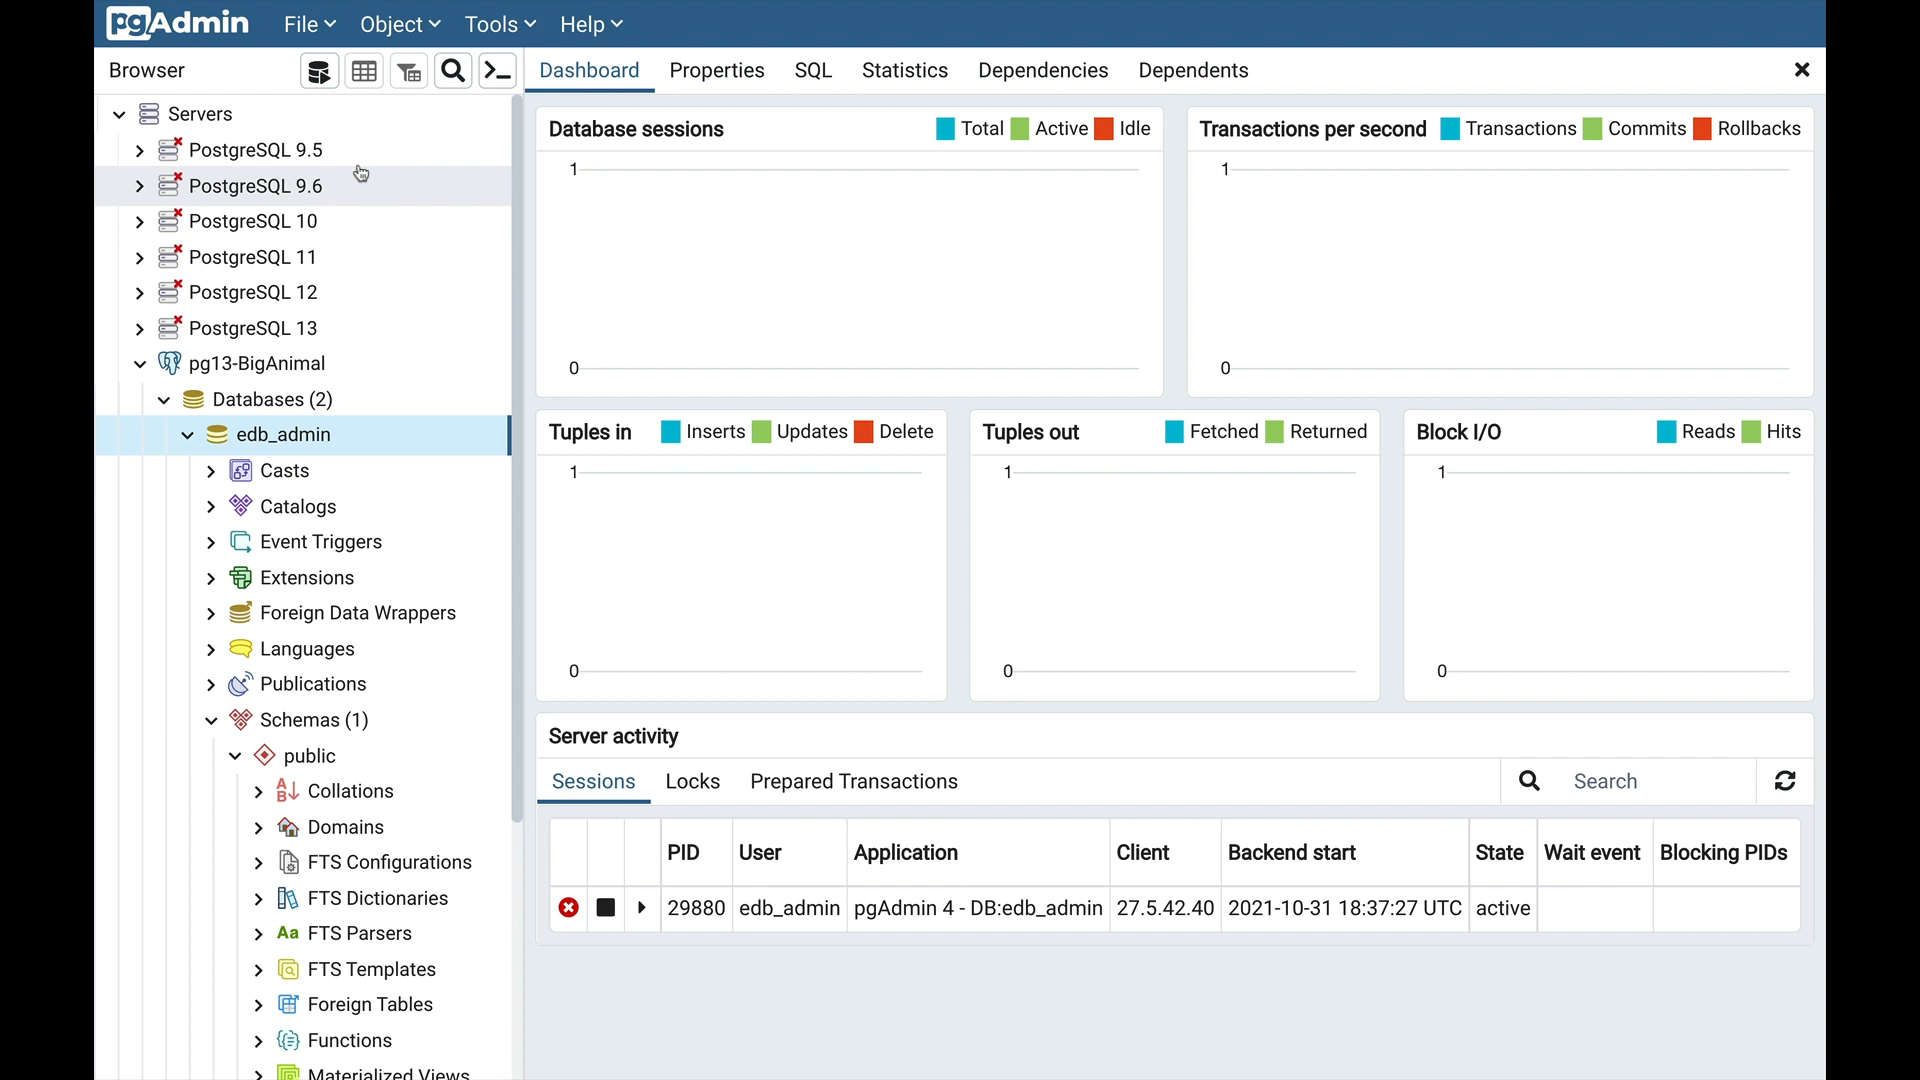 pgAdmin File Object Tools Help
Browser
Dashboard Properties SQL Statistics Dependencies Dependents
Servers
PostgreSQL 9.5
PostgreSQL 9.6
PostgreSQL 10
PostgreSQL 11
PostgreSQL 12
PostgreSQL 13
pg13-BigAnimal
Databases (2)
edb_admin
Casts
Catalogs
Event Triggers
Extensions
Foreign Data Wrappers
Languages
Publications
Schemas (1)
public
Collations
Domains
FTS Configurations
FTS Dictionaries
Aa FTS Parsers
FTS Templates
Foreign Tables
Functions
Materialized Views
Database sessions Total Active Idle
1
0
Transactions per second Transactions Commits Rollbacks
1
0
Tuples in Inserts Updates Delete
1
0
Tuples out Fetched Returned
1
0
Block I/O Reads Hits
1
0
Server activity
Sessions Locks Prepared Transactions Search
PID User Application Client Backend start State Wait event Blocking PIDs
29880 edb_admin pgAdmin 4 - DB:edb_admin 27.5.42.40 2021-10-31 18:37:27 UTC active